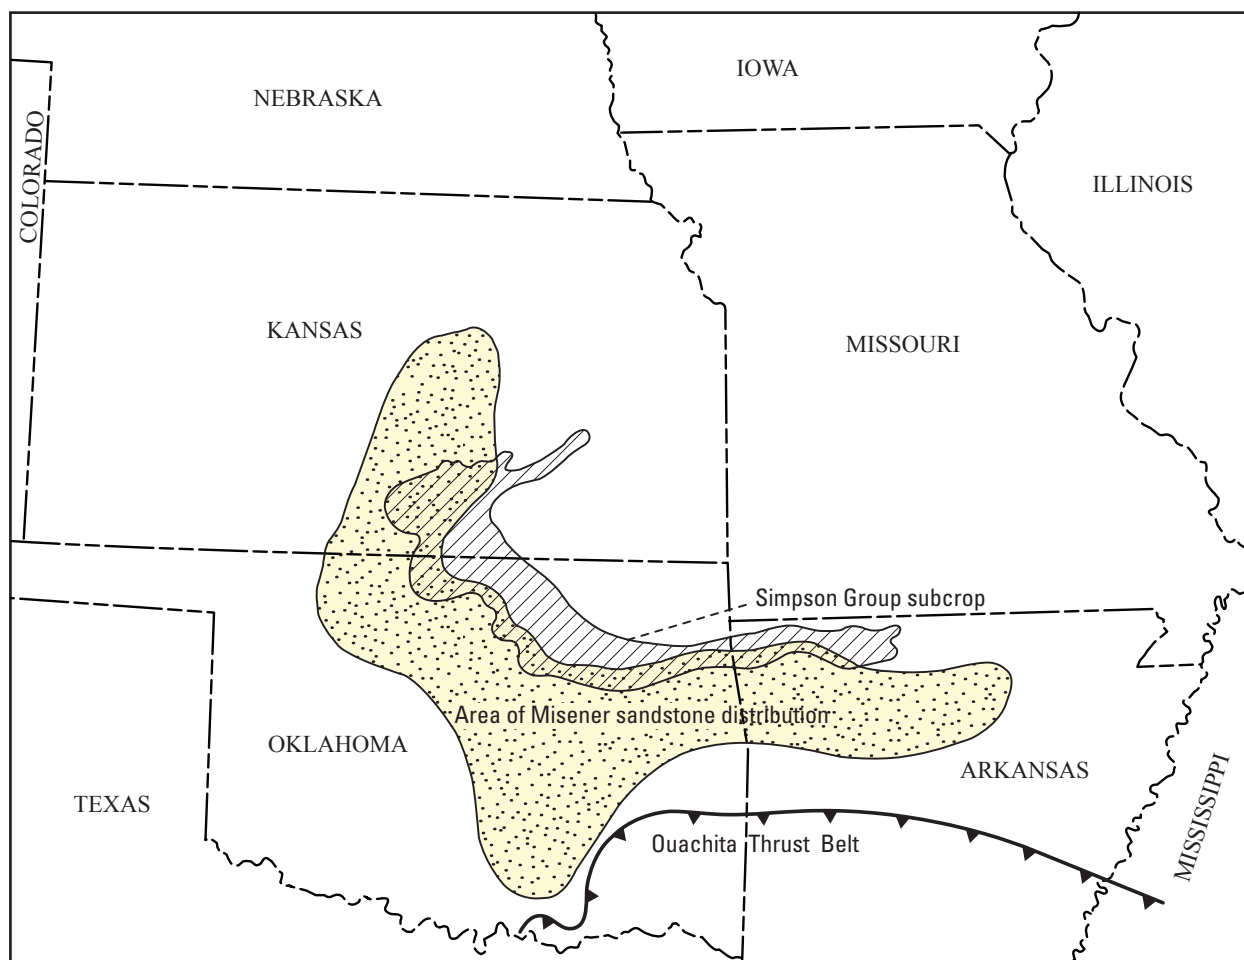 IOWA
NEBRASKA
COLORADO
ILLINOIS
KANSAS
MISSOURI
Simpson Group subcrop
Area of Misener sandstone distribution
OKLAHOMA
ARKANSAS
TEXAS
MISSISSIPPI
Ouachita Thrust Belt